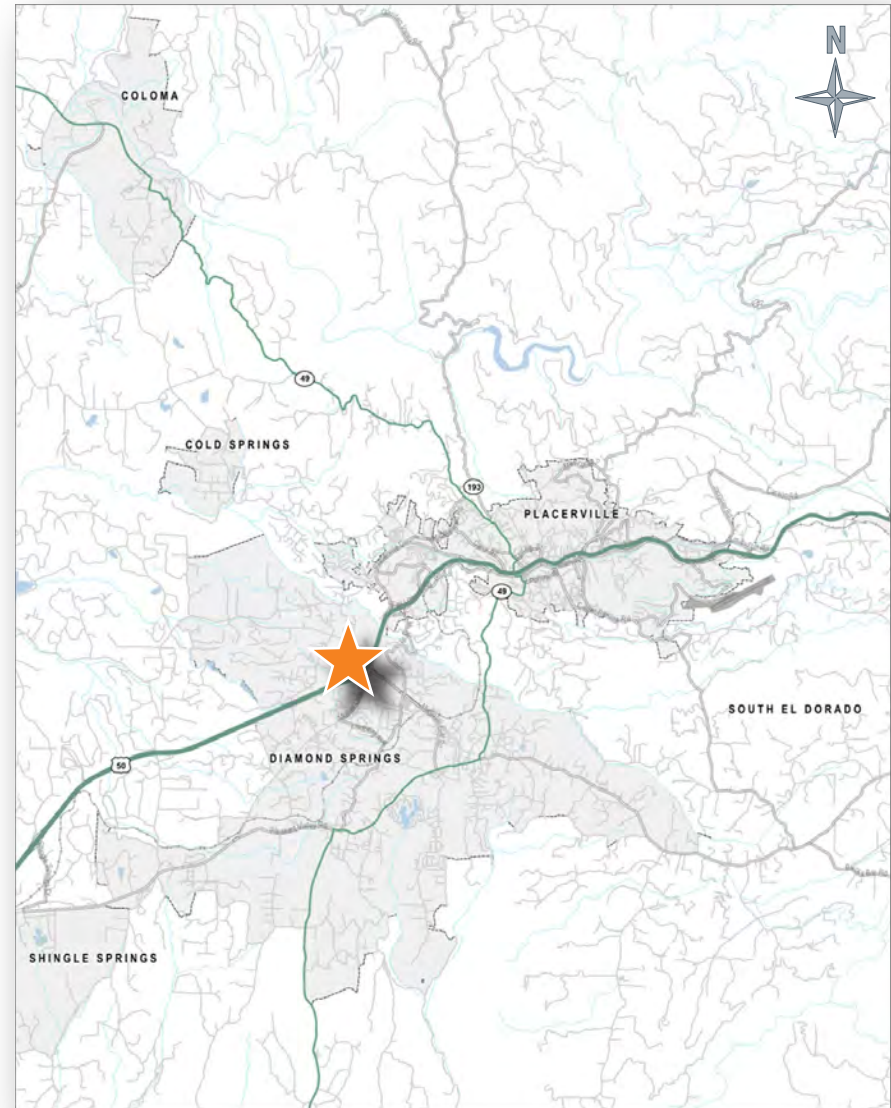 N
COLOMA
49
COLD SPRINGS
193
PLACERVILLE
49
SOUTH EL DORADO
DIAMOND SPRINGS
50
SHINGLE SPRINGS